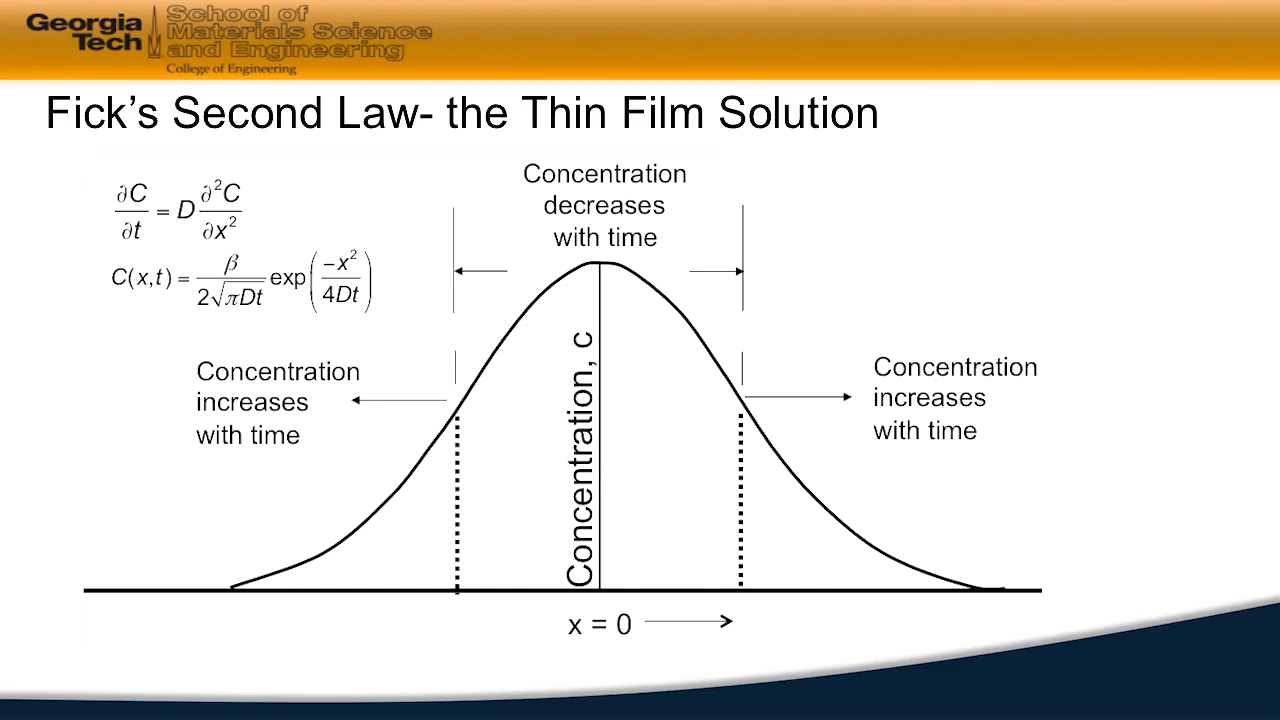 Georgia
Tech
School of
Materials Science
and Engineering
College of Engineering
Fick's Second Law- the Thin Film Solution
∂C/∂t = D ∂²C/∂x²
C(x,t) = β/(2√(πDt)) exp(−x²/4Dt)
Concentration
decreases
with time
Concentration
increases
with time
Concentration, c
Concentration
increases
with time
x = 0